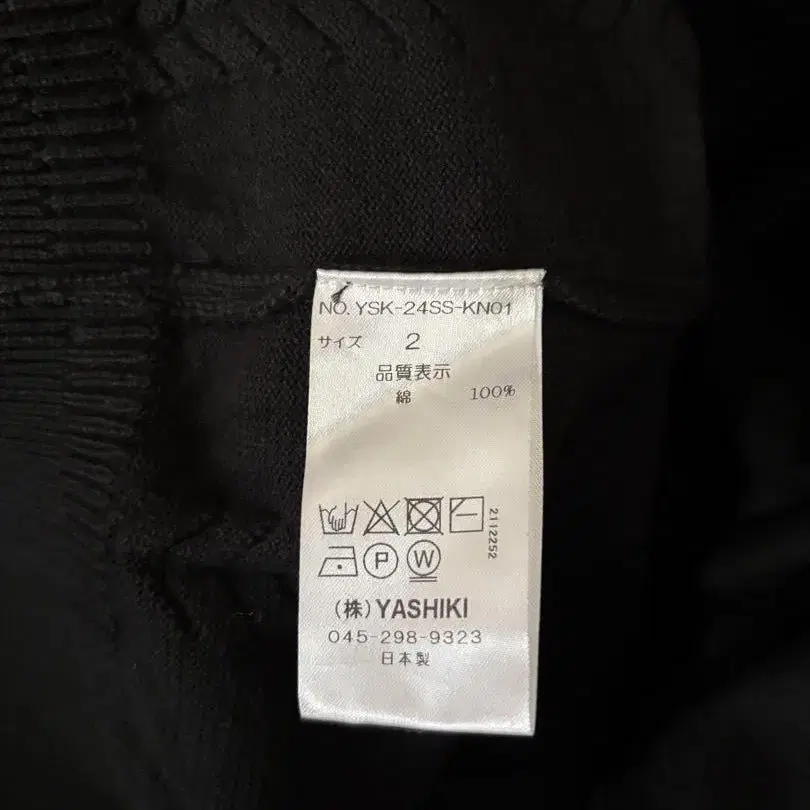 NO. YSK-24SS-KN01
サイズ 2
品質表示
綿 100%
2112252
P W
(株) YASHIKI
045-298-9323
日本製